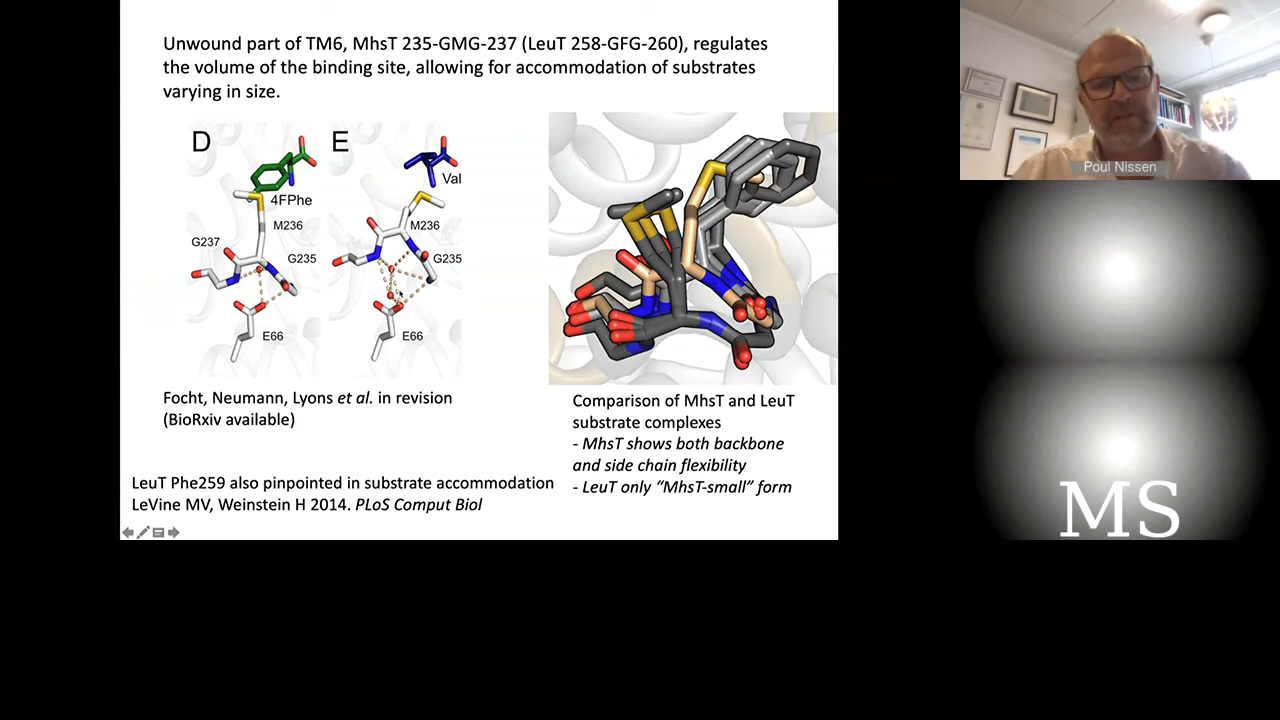 Unwound part of TM6, MhsT 235-GMG-237 (LeuT 258-GFG-260), regulates
the volume of the binding site, allowing for accommodation of substrates
varying in size.
D
E
4FPhe
Val
M236
M236
G237
G235
G235
E66
E66
Focht, Neumann, Lyons et al. in revision
(BioRxiv available)
Comparison of MhsT and LeuT
substrate complexes
- MhsT shows both backbone
and side chain flexibility
- LeuT only “MhsT-small” form
LeuT Phe259 also pinpointed in substrate accommodation
LeVine MV, Weinstein H 2014. PLoS Comput Biol
Poul Nissen
MS